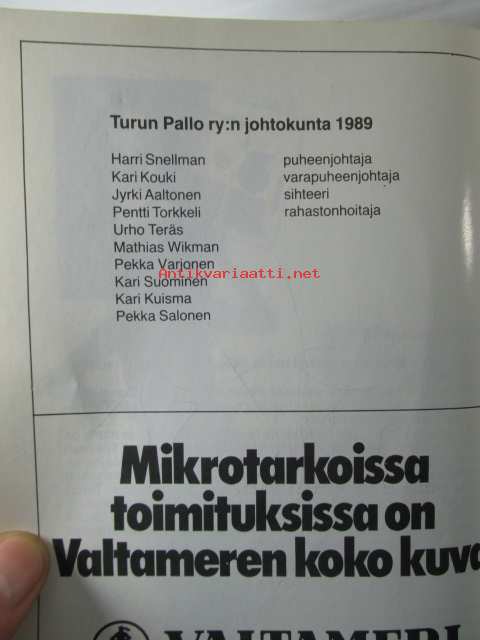 Turun Pallo ry:n johtokunta 1989
Harri Snellman puheenjohtaja
Kari Kouki varapuheenjohtaja
Jyrki Aaltonen sihteeri
Pentti Torkkeli rahastonhoitaja
Urho Teräs
Mathias Wikman
Pekka Varjonen
Antikvariaatti.net
Kari Suominen
Kari Kuisma
Pekka Salonen
Mikrotarkoissa
toimituksissa on
Valtameren koko kuva
VALTAMERI